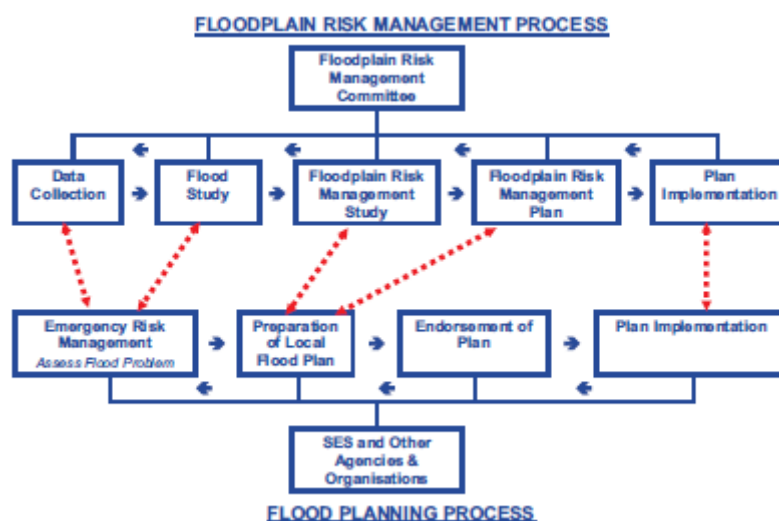 FLOODPLAIN RISK MANAGEMENT PROCESS
Floodplain Risk
Management
Committee
Data
Collection
Flood
Study
Floodplain Risk
Management
Study
Floodplain Risk
Management
Plan
Plan
Implementation
Emergency Risk
Management
Assess Flood Problem
Preparation
of Local
Flood Plan
Endorsement of
Plan
Plan Implementation
SES and Other
Agencies &
Organisations
FLOOD PLANNING PROCESS